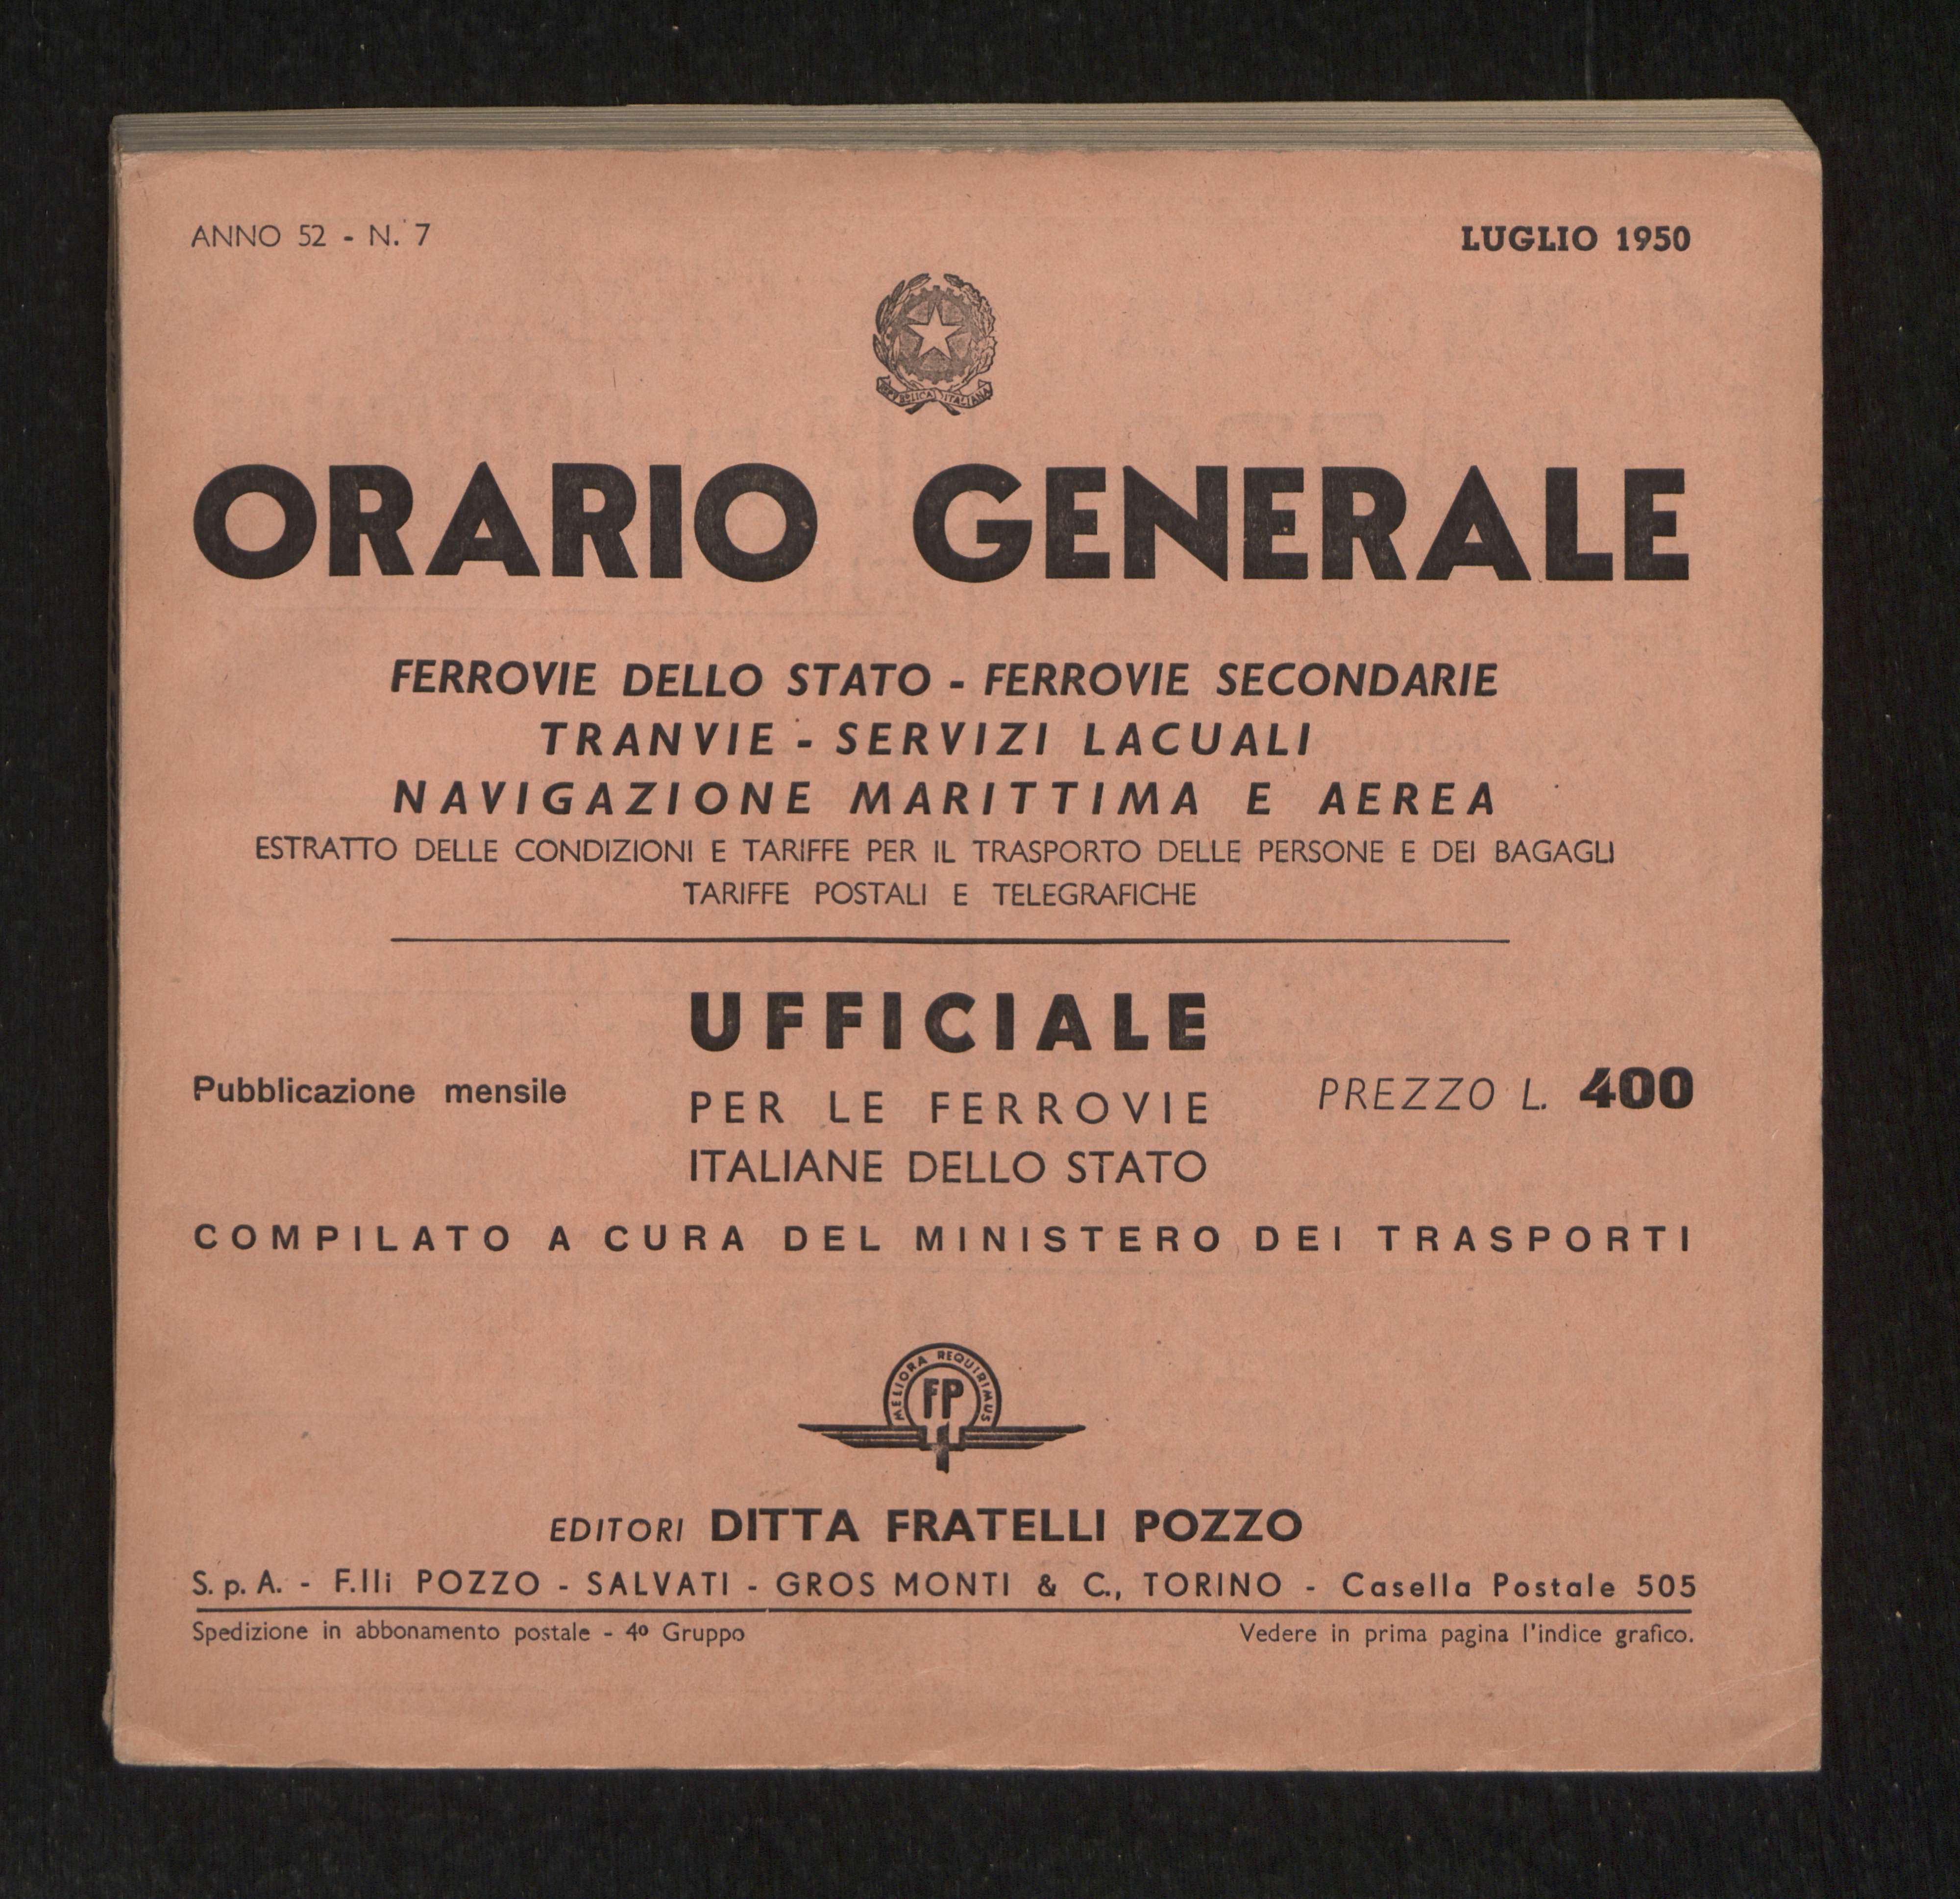 ANNO 52 - N. 7
LUGLIO 1950
REPUBBLICA ITALIANA
ORARIO GENERALE
FERROVIE DELLO STATO - FERROVIE SECONDARIE
TRANVIE - SERVIZI LACUALI
NAVIGAZIONE MARITTIMA E AEREA
ESTRATTO DELLE CONDIZIONI E TARIFFE PER IL TRASPORTO DELLE PERSONE E DEI BAGAGLI
TARIFFE POSTALI E TELEGRAFICHE
UFFICIALE
Pubblicazione mensile
PER LE FERROVIE
PREZZO L. 400
ITALIANE DELLO STATO
COMPILATO A CURA DEL MINISTERO DEI TRASPORTI
MELIORA REQUIRIMUS
FP
EDITORI DITTA FRATELLI POZZO
S. p. A. - F.lli POZZO - SALVATI - GROS MONTI & C., TORINO - Casella Postale 505
Spedizione in abbonamento postale - 4º Gruppo
Vedere in prima pagina l'indice grafico.